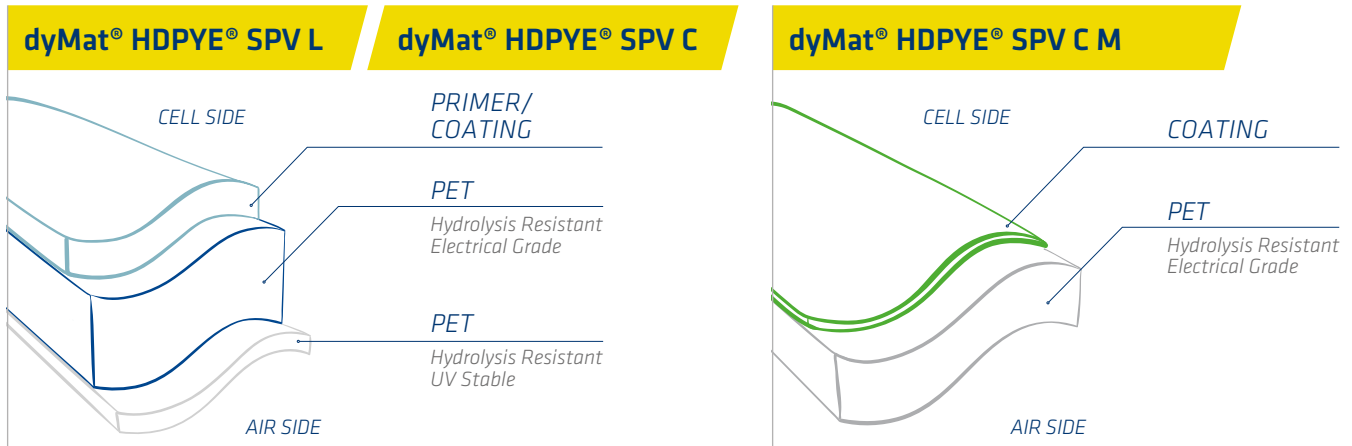 dyMat® HDPYE® SPV L
dyMat® HDPYE® SPV C
CELL SIDE
PRIMER/
COATING
PET
Hydrolysis Resistant
Electrical Grade
PET
Hydrolysis Resistant
UV Stable
AIR SIDE
dyMat® HDPYE® SPV C M
CELL SIDE
COATING
PET
Hydrolysis Resistant
Electrical Grade
AIR SIDE